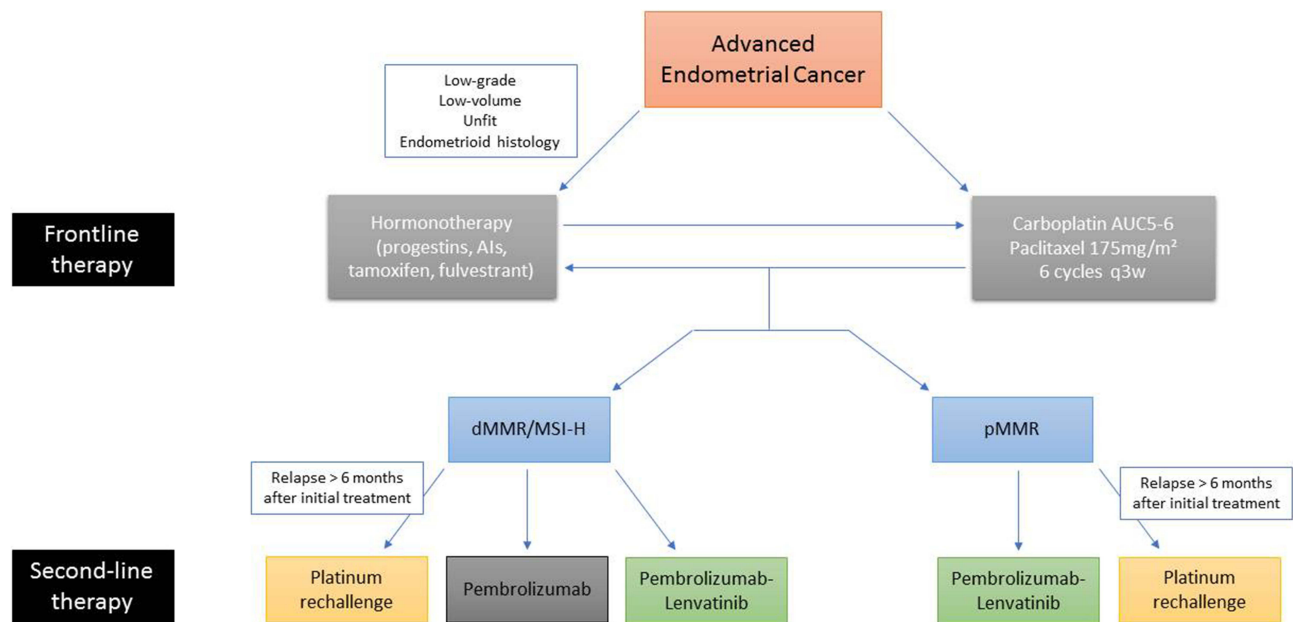 Advanced
Endometrial Cancer
Low-grade
Low-volume
Unfit
Endometrioid histology
Frontline
therapy
Hormonotherapy
(progestins, AIs,
tamoxifen, fulvestrant)
Carboplatin AUC5-6
Paclitaxel 175mg/m²
6 cycles q3w
dMMR/MSI-H
pMMR
Relapse > 6 months
after initial treatment
Relapse > 6 months
after initial treatment
Second-line
therapy
Platinum
rechallenge
Pembrolizumab
Pembrolizumab-
Lenvatinib
Pembrolizumab-
Lenvatinib
Platinum
rechallenge